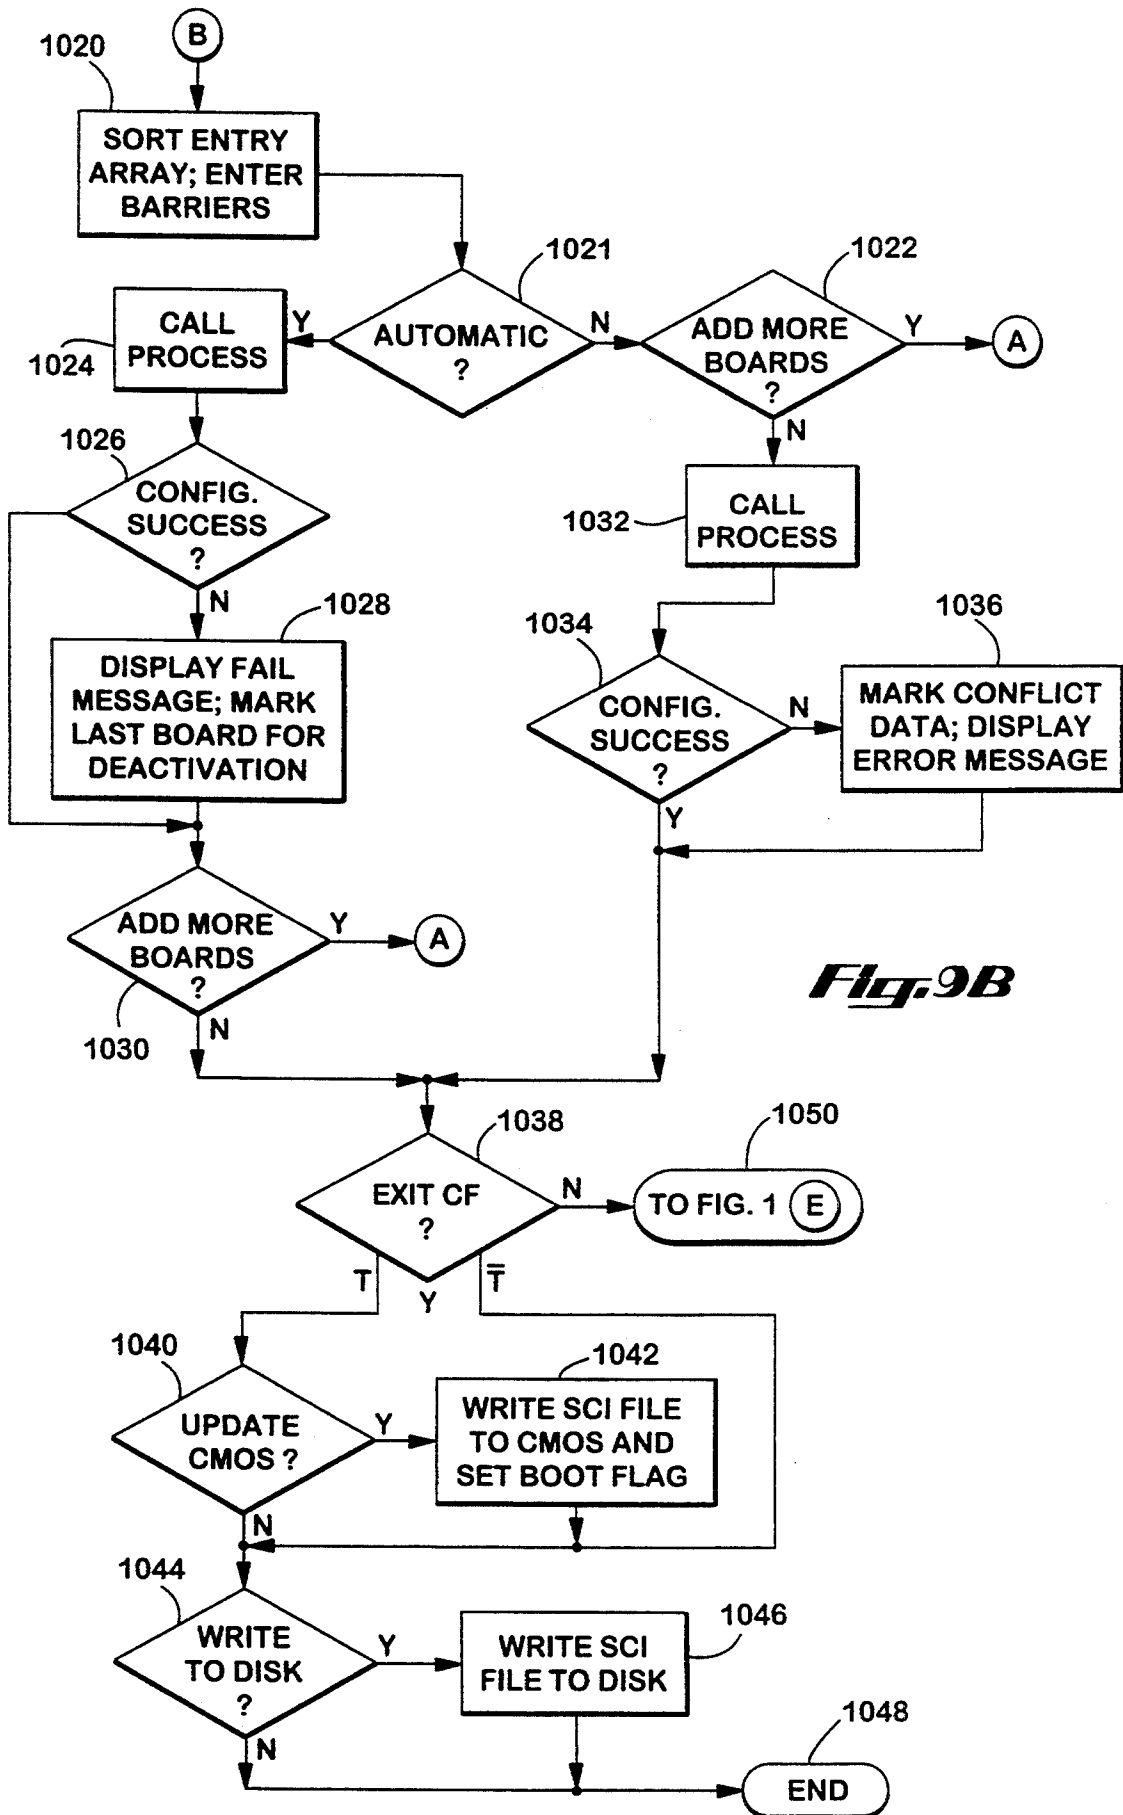 B
1020
SORT ENTRY
ARRAY; ENTER
BARRIERS
1021
AUTOMATIC
?
Y
N
1022
ADD MORE
BOARDS
?
Y
A
N
CALL
PROCESS
1024
1026
CONFIG.
SUCCESS
?
N
1028
DISPLAY FAIL
MESSAGE; MARK
LAST BOARD FOR
DEACTIVATION
ADD MORE
BOARDS
?
Y
A
1030
N
CALL
PROCESS
1032
1034
CONFIG.
SUCCESS
?
N
Y
1036
MARK CONFLICT
DATA; DISPLAY
ERROR MESSAGE
Fig. 9B
1038
EXIT CF
?
N
1050
TO FIG. 1 E
T
Y
T̅
1040
UPDATE
CMOS ?
Y
N
1042
WRITE SCI FILE
TO CMOS AND
SET BOOT FLAG
1044
WRITE
TO DISK
?
Y
N
1046
WRITE SCI
FILE TO DISK
1048
END